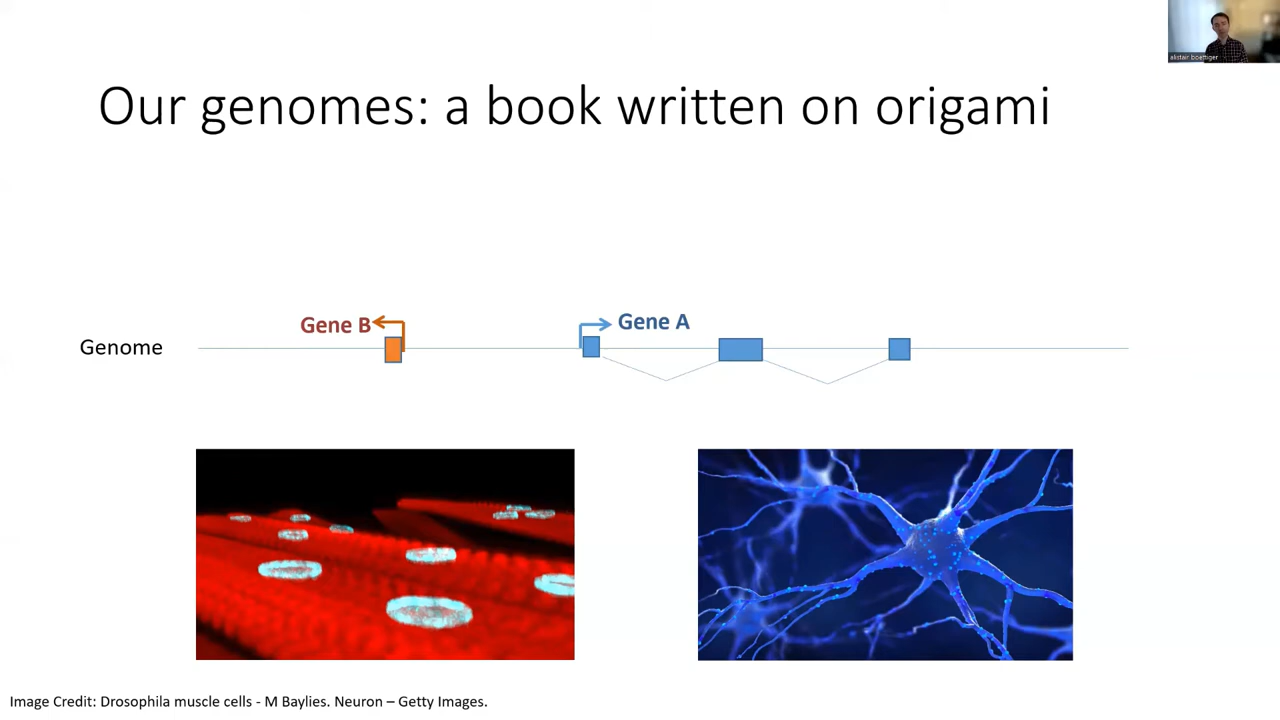 alistair boettiger
Our genomes: a book written on origami
Gene B
Gene A
Genome
Image Credit: Drosophila muscle cells - M Baylies. Neuron – Getty Images.